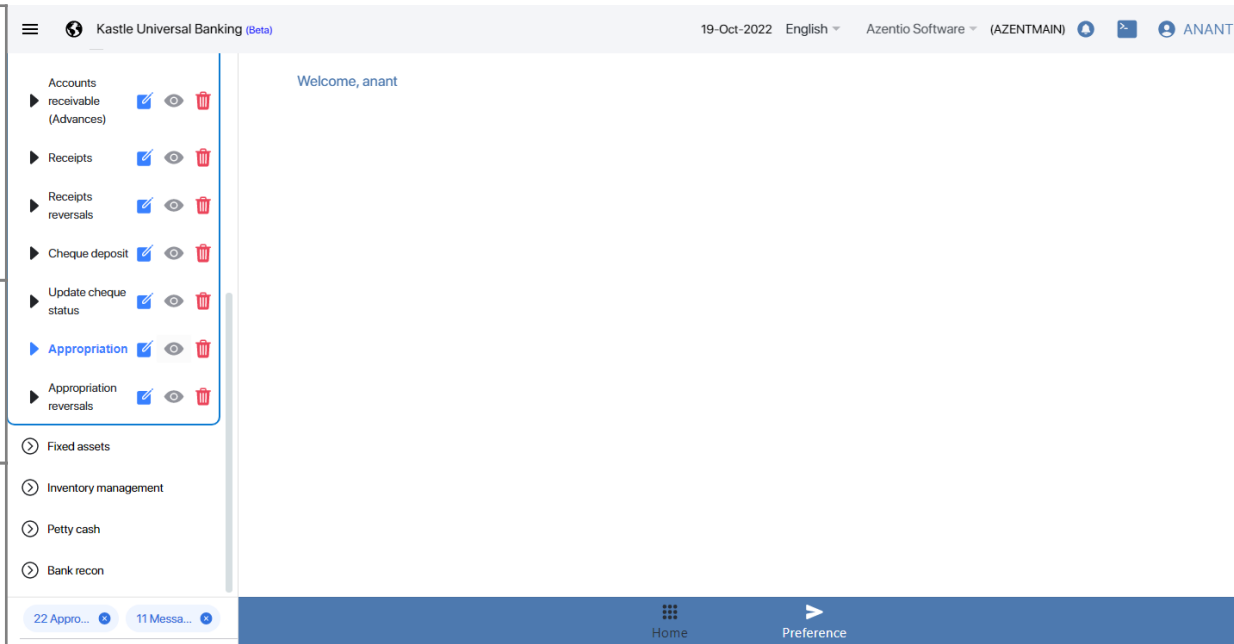 Kastle Universal Banking (Beta)
19-Oct-2022 English Azentio Software (AZENTMAIN) ANANT
Welcome, anant
Accounts
receivable
(Advances)
Receipts
Receipts
reversals
Cheque deposit
Update cheque
status
Appropriation
Appropriation
reversals
Fixed assets
Inventory management
Petty cash
Bank recon
22 Appro... 11 Messa...
Home Preference